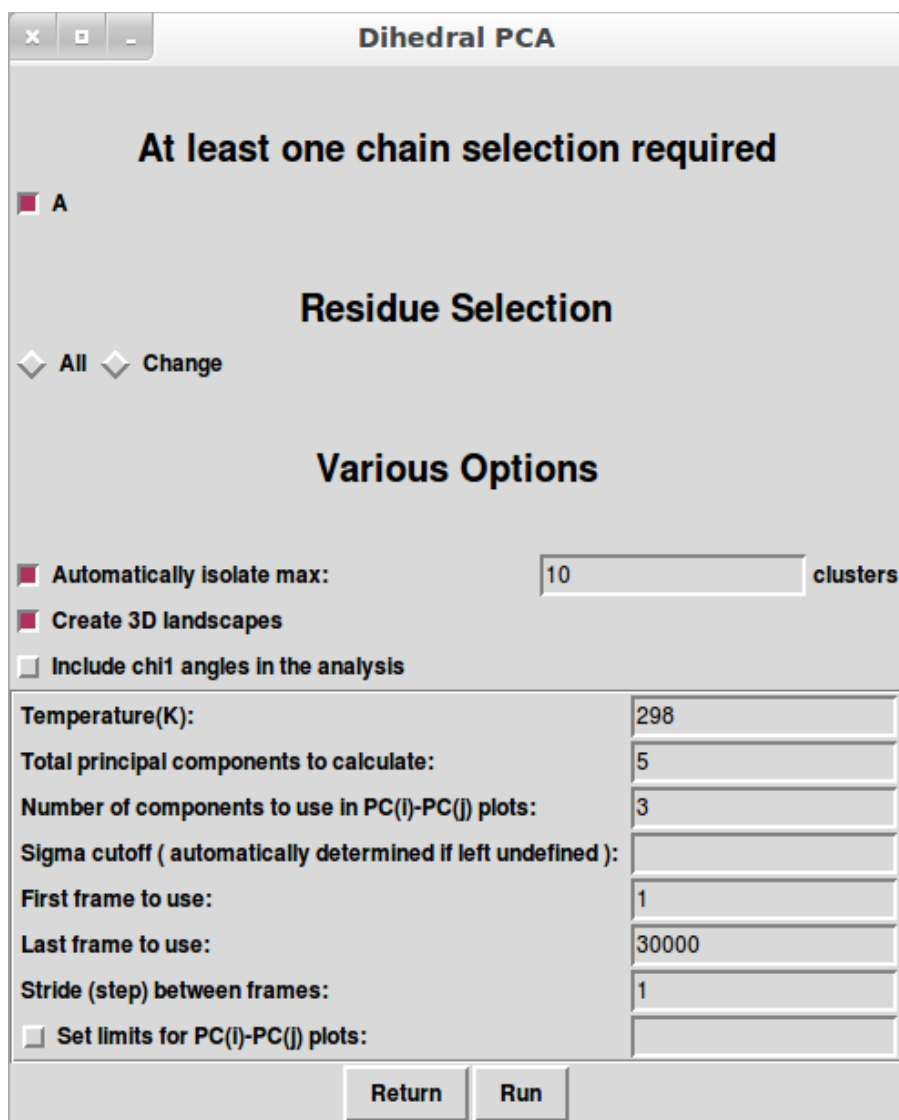 Dihedral PCA
At least one chain selection required
A
Residue Selection
All Change
Various Options
Automatically isolate max: 10 clusters
Create 3D landscapes
Include chi1 angles in the analysis
Temperature(K): 298
Total principal components to calculate: 5
Number of components to use in PC(i)-PC(j) plots: 3
Sigma cutoff ( automatically determined if left undefined ):
First frame to use: 1
Last frame to use: 30000
Stride (step) between frames: 1
Set limits for PC(i)-PC(j) plots:
Return Run